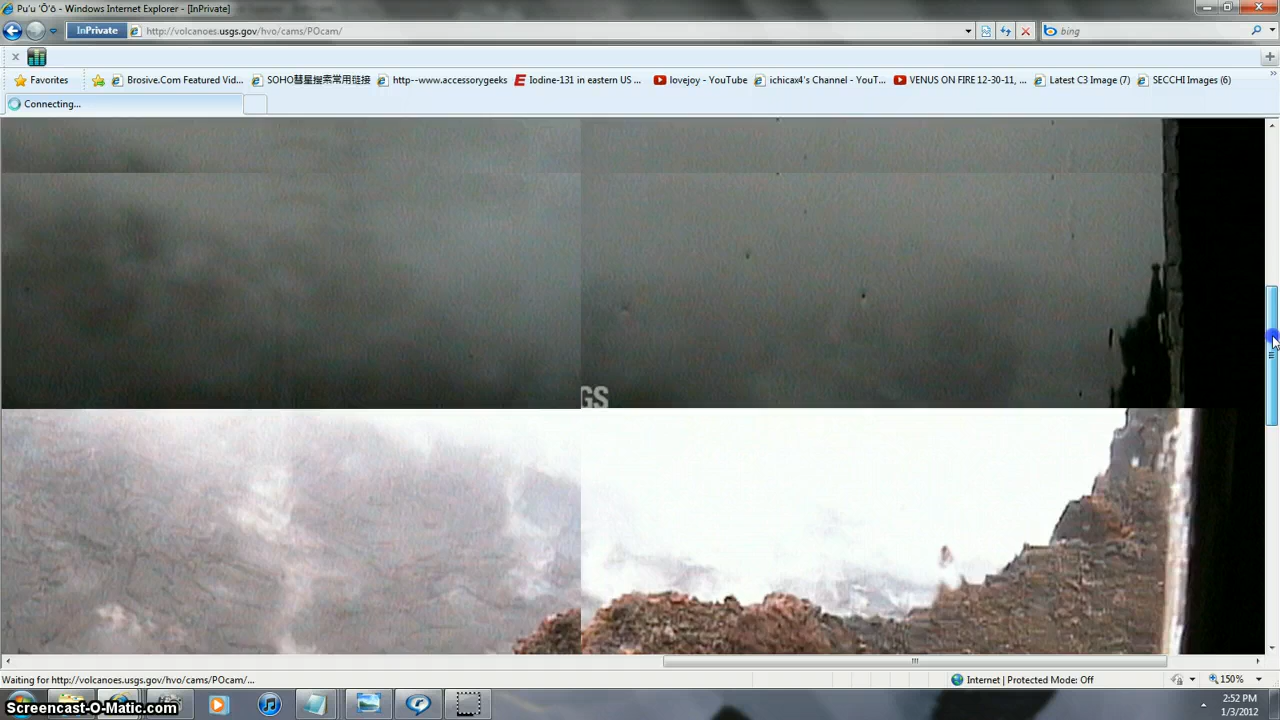 Pu'u 'Ō'ō - Windows Internet Explorer - [InPrivate]
InPrivate
http://volcanoes.usgs.gov/hvo/cams/POcam/
bing
Favorites
Brosive.Com Featured Vid...
SOHO彗星搜索常用链接
http--www.accessorygeeks
Iodine-131 in eastern US ...
lovejoy - YouTube
ichicax4's Channel - YouT...
VENUS ON FIRE 12-30-11, ...
Latest C3 Image (7)
SECCHI Images (6)
Connecting...
GS
Waiting for http://volcanoes.usgs.gov/hvo/cams/POcam/...
Internet | Protected Mode: Off
150%
Screencast-O-Matic.com
2:52 PM
1/3/2012